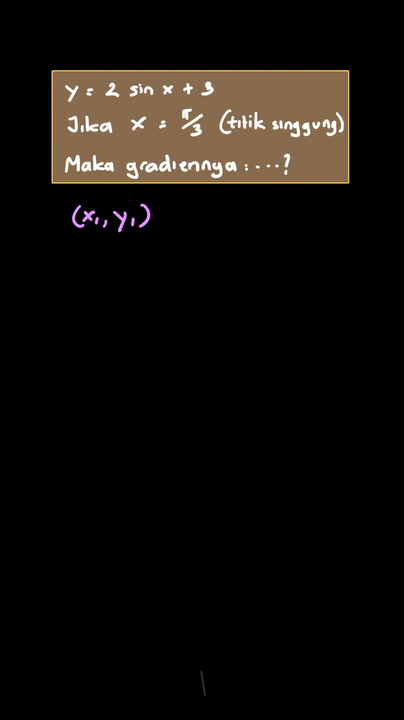 y = 2 sin x + 3
Jika x = π/3 (titik singgung)
Maka gradiennya : ....?
(x₁, y₁)